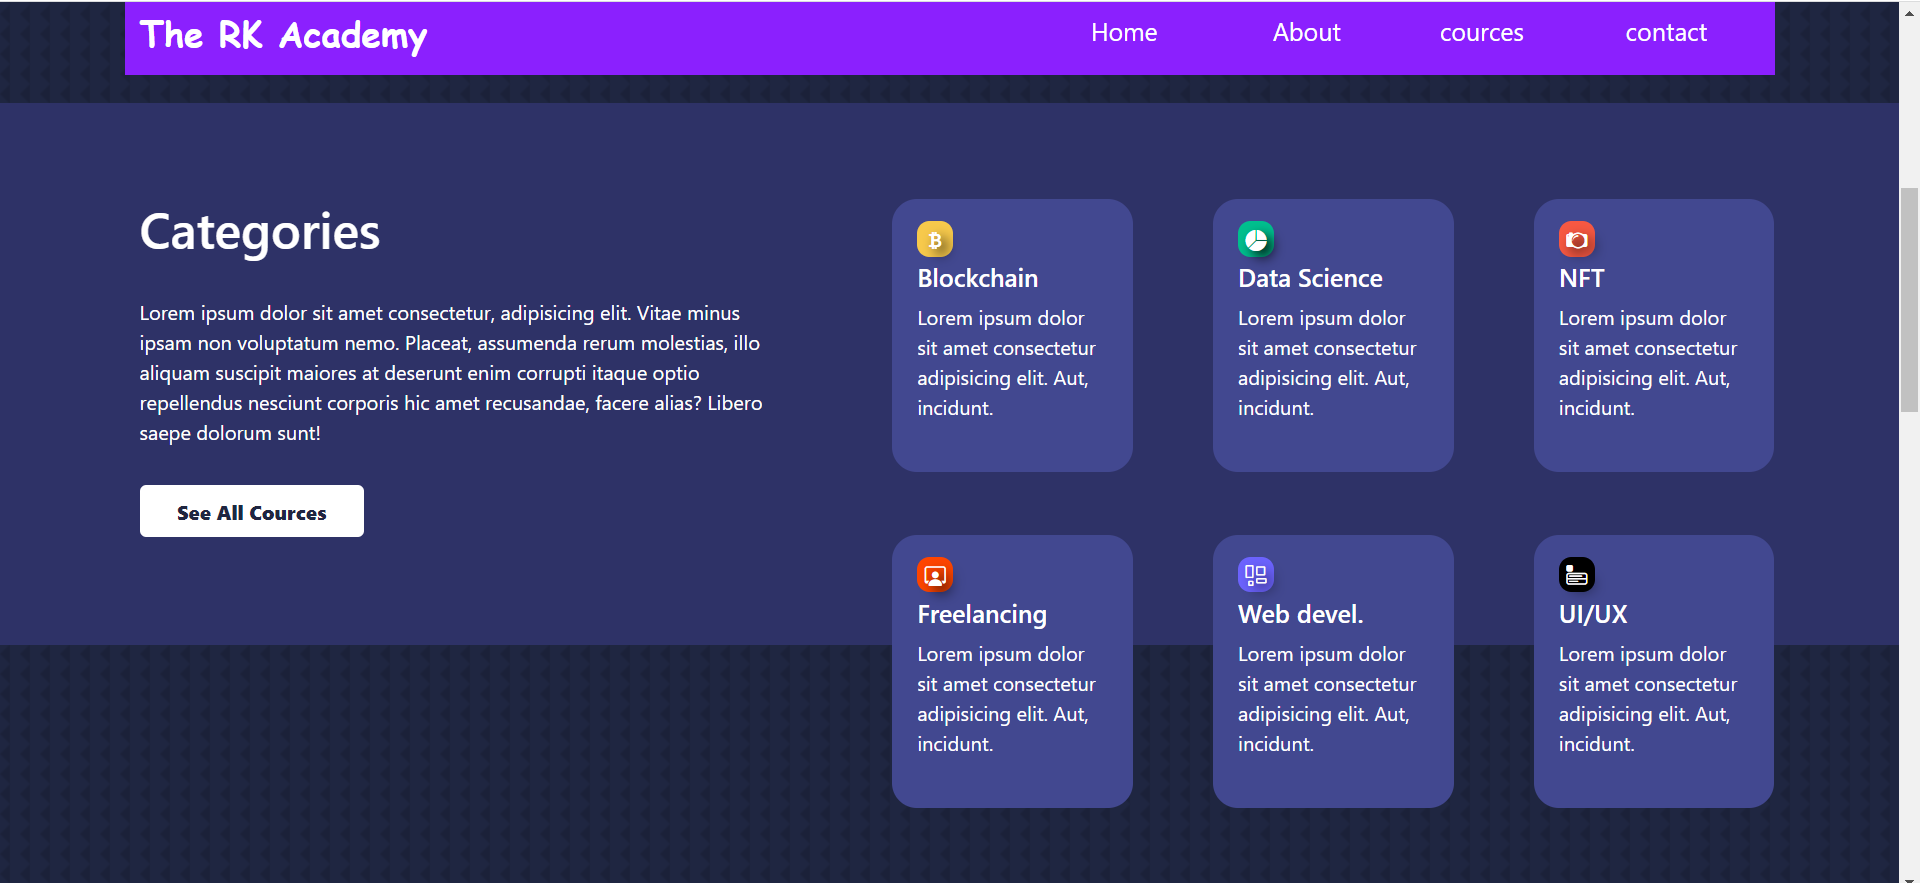 The RK Academy
Home About cources contact
Categories
Lorem ipsum dolor sit amet consectetur, adipisicing elit. Vitae minus
ipsam non voluptatum nemo. Placeat, assumenda rerum molestias, illo
aliquam suscipit maiores at deserunt enim corrupti itaque optio
repellendus nesciunt corporis hic amet recusandae, facere alias? Libero
saepe dolorum sunt!
See All Cources
Blockchain
Lorem ipsum dolor
sit amet consectetur
adipisicing elit. Aut,
incidunt.
Data Science
Lorem ipsum dolor
sit amet consectetur
adipisicing elit. Aut,
incidunt.
NFT
Lorem ipsum dolor
sit amet consectetur
adipisicing elit. Aut,
incidunt.
Freelancing
Lorem ipsum dolor
sit amet consectetur
adipisicing elit. Aut,
incidunt.
Web devel.
Lorem ipsum dolor
sit amet consectetur
adipisicing elit. Aut,
incidunt.
UI/UX
Lorem ipsum dolor
sit amet consectetur
adipisicing elit. Aut,
incidunt.